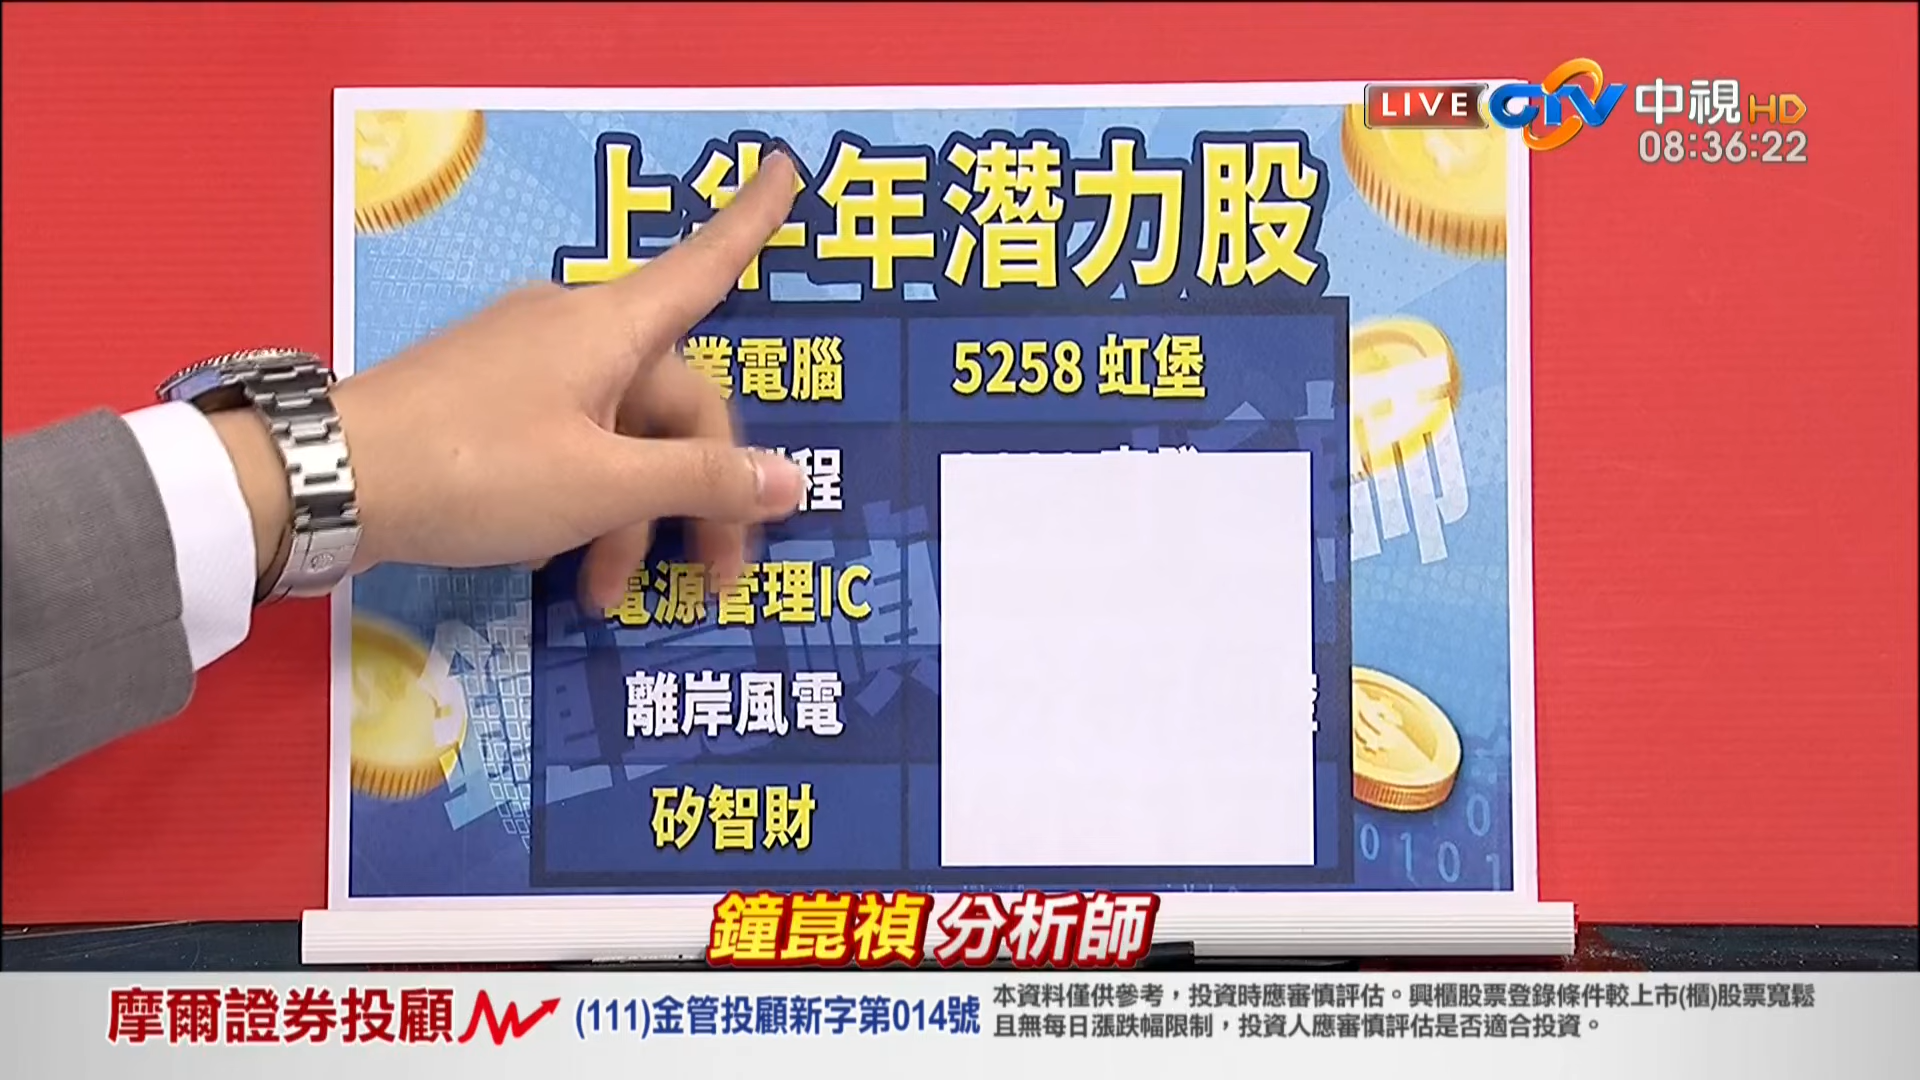 LIVE CTV 中視HD
08:36:22
上半年潛力股
業電腦 5258 虹堡
程
電源管理IC
離岸風電
矽智財
鐘崑禎 分析師
摩爾證券投顧 (111)金管投顧新字第014號
本資料僅供參考，投資時應審慎評估。興櫃股票登錄條件較上市(櫃)股票寬鬆
且無每日漲跌幅限制，投資人應審慎評估是否適合投資。